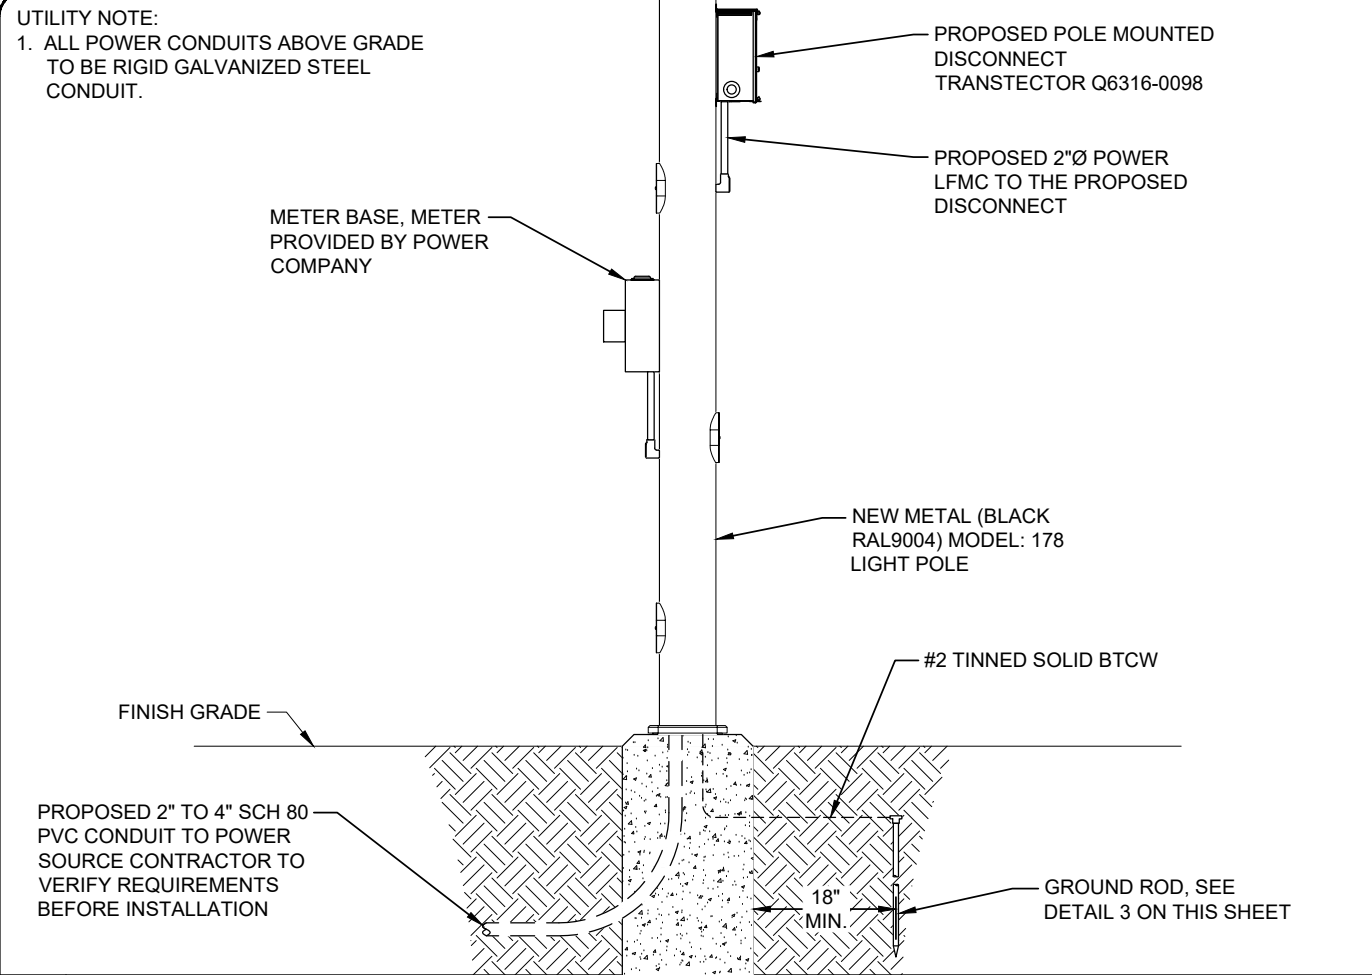 UTILITY NOTE:
1. ALL POWER CONDUITS ABOVE GRADE
TO BE RIGID GALVANIZED STEEL
CONDUIT.
PROPOSED POLE MOUNTED
DISCONNECT
TRANSTECTOR Q6316-0098
PROPOSED 2"Ø POWER
LFMC TO THE PROPOSED
DISCONNECT
METER BASE, METER
PROVIDED BY POWER
COMPANY
NEW METAL (BLACK
RAL9004) MODEL: 178
LIGHT POLE
#2 TINNED SOLID BTCW
FINISH GRADE
PROPOSED 2" TO 4" SCH 80
PVC CONDUIT TO POWER
SOURCE CONTRACTOR TO
VERIFY REQUIREMENTS
BEFORE INSTALLATION
18"
MIN.
GROUND ROD, SEE
DETAIL 3 ON THIS SHEET